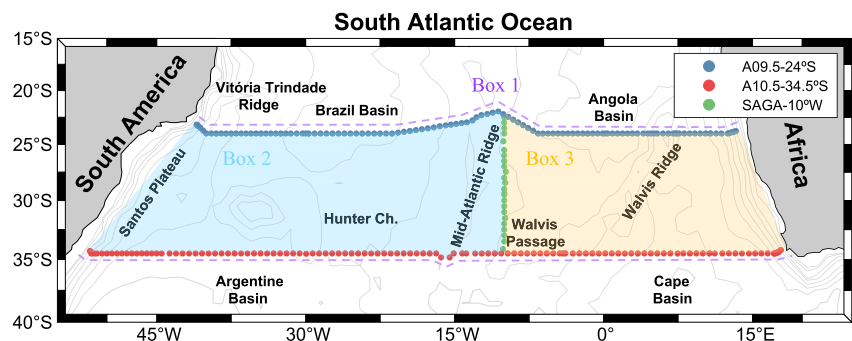 South Atlantic Ocean
15°S
20°S
25°S
30°S
35°S
40°S
45°W
30°W
15°W
0°
15°E
A09.5-24ºS
A10.5-34.5ºS
SAGA-10ºW
South America
Africa
Vitória Trindade
Ridge
Brazil Basin
Box 1
Angola
Basin
Box 2
Box 3
Santos Plateau
Hunter Ch.
Mid-Atlantic Ridge
Walvis
Passage
Walvis Ridge
Argentine
Basin
Cape
Basin